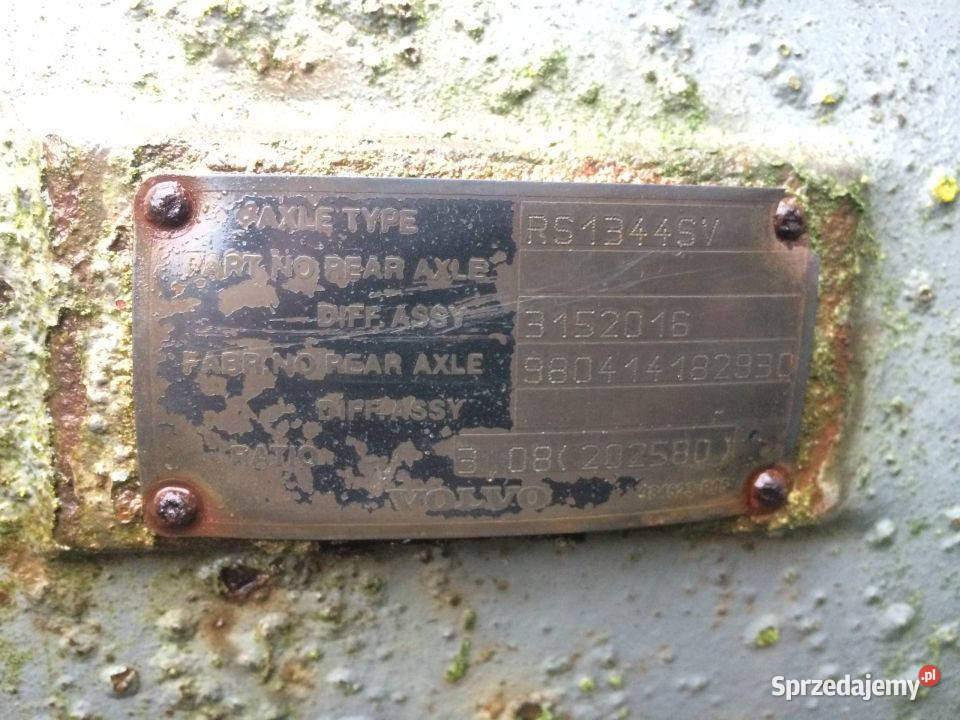 AXLE TYPE RS1344SV
PART NO REAR AXLE
DIFF. ASSY 3152016
FABR. NO REAR AXLE 980414182930
DIFF. ASSY
RATIO 3.08(202580)
VOLVO
Sprzedajemy.pl